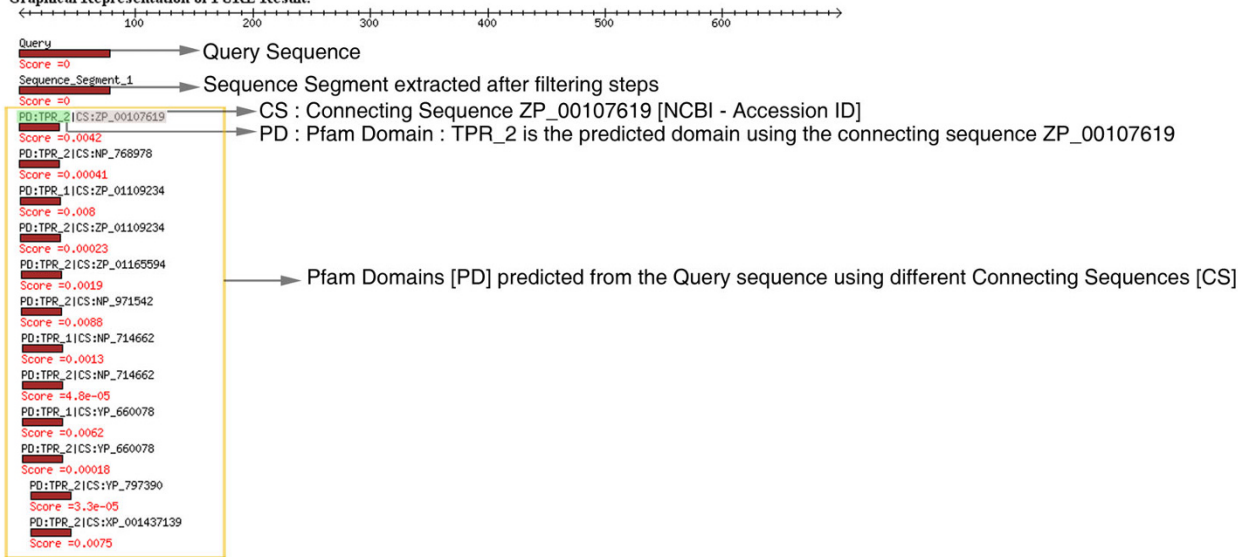 Graphical Representation of PURE Result:
100 200 300 400 500 600
Query
Query Sequence
Score =0
Sequence_Segment_1
Sequence Segment extracted after filtering steps
Score =0
CS : Connecting Sequence ZP_00107619 [NCBI - Accession ID]
PD:TPR_2|CS:ZP_00107619
PD : Pfam Domain : TPR_2 is the predicted domain using the connecting sequence ZP_00107619
Score =0.0042
PD:TPR_2|CS:NP_768978
Score =0.00041
PD:TPR_1|CS:ZP_01109234
Score =0.008
PD:TPR_2|CS:ZP_01109234
Score =0.00023
PD:TPR_2|CS:ZP_01165594
Pfam Domains [PD] predicted from the Query sequence using different Connecting Sequences [CS]
Score =0.0019
PD:TPR_2|CS:NP_971542
Score =0.0088
PD:TPR_1|CS:NP_714662
Score =0.0013
PD:TPR_2|CS:NP_714662
Score =4.8e-05
PD:TPR_1|CS:YP_660078
Score =0.0062
PD:TPR_2|CS:YP_660078
Score =0.00018
PD:TPR_2|CS:YP_797390
Score =3.3e-05
PD:TPR_2|CS:XP_001437139
Score =0.0075